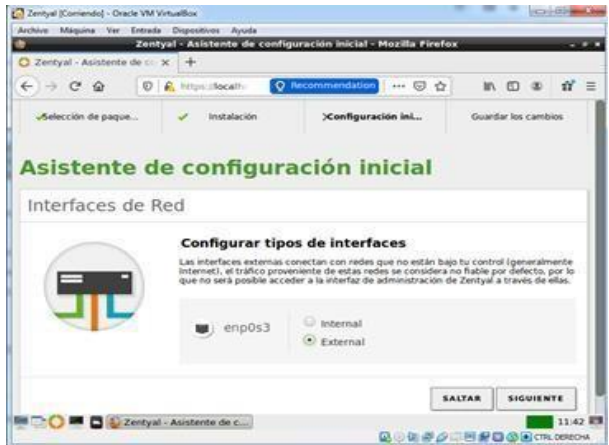 Zentyal [Corriendo] - Oracle VM VirtualBox
Archivo Máquina Ver Entrada Dispositivos Ayuda
Zentyal - Asistente de configuración inicial - Mozilla Firefox
Zentyal - Asistente de co
https://localh
Recommendation
Selección de paque...
Instalación
Configuración ini...
Guardar los cambios
Asistente de configuración inicial
Interfaces de Red
Configurar tipos de interfaces
Las interfaces externas conectan con redes que no están bajo tu control (generalmente
Internet), el tráfico proveniente de estas redes se considera no fiable por defecto, por lo
que no será posible acceder a la interfaz de administración de Zentyal a través de ellas.
enp0s3
Internal
External
SALTAR
SIGUIENTE
Zentyal - Asistente de c...
11:42
CTRL DERECHA